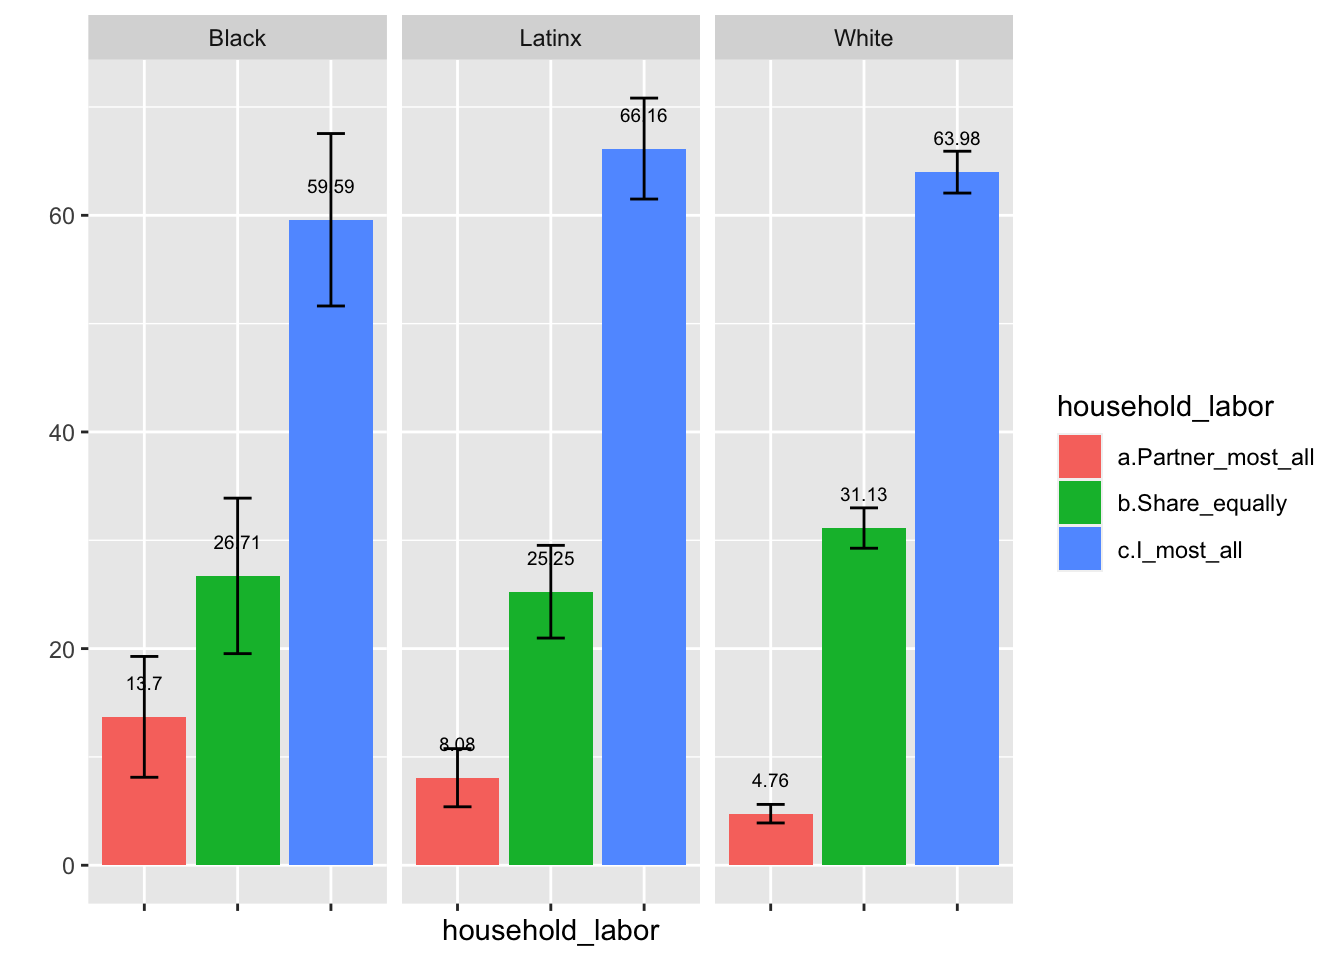 Black
Latinx
White
60
40
20
0
13.7
26.71
59.59
8.08
25.25
66.16
4.76
31.13
63.98
household_labor
household_labor
a.Partner_most_all
b.Share_equally
c.I_most_all